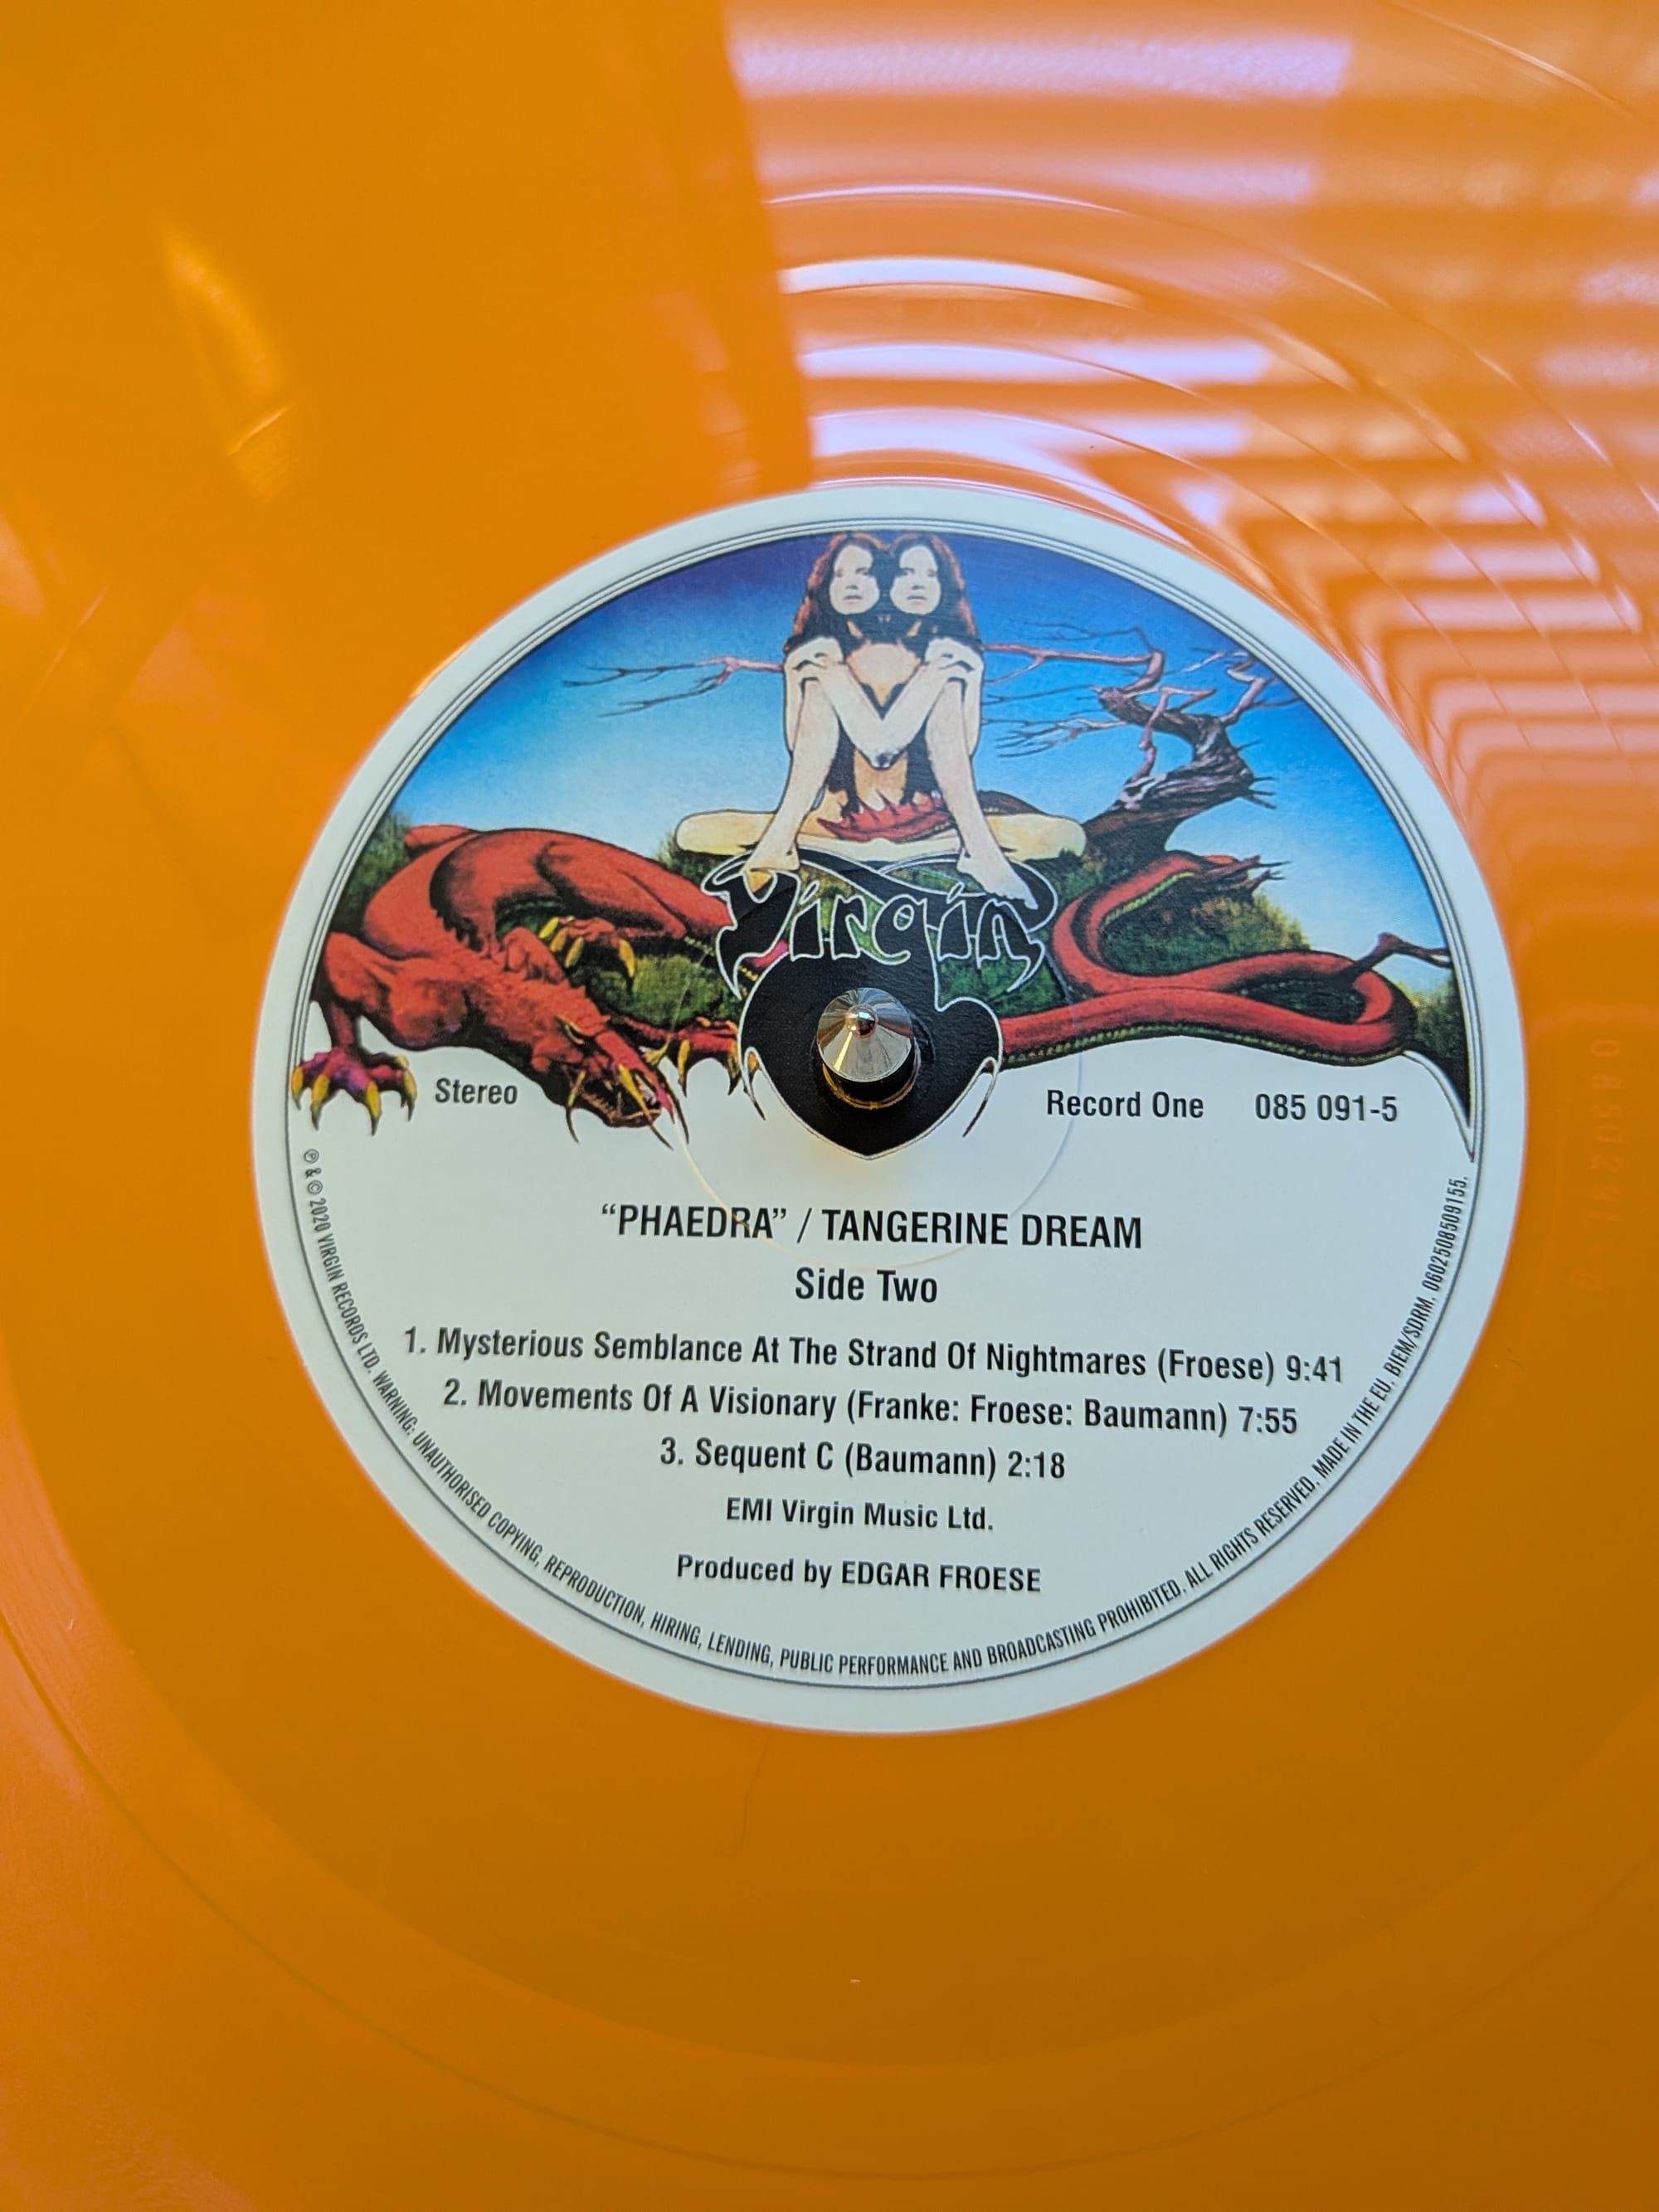 Virgin
Stereo
Record One 085 091-5
“PHAEDRA” / TANGERINE DREAM
Side Two
1. Mysterious Semblance At The Strand Of Nightmares (Froese) 9:41
2. Movements Of A Visionary (Franke: Froese: Baumann) 7:55
3. Sequent C (Baumann) 2:18
EMI Virgin Music Ltd.
Produced by EDGAR FROESE
℗ & © 2020 VIRGIN RECORDS LTD. WARNING: UNAUTHORISED COPYING, REPRODUCTION, HIRING, LENDING, PUBLIC PERFORMANCE AND BROADCASTING PROHIBITED. ALL RIGHTS RESERVED. MADE IN THE EU. BIEM/SDRM. 0602508509155.